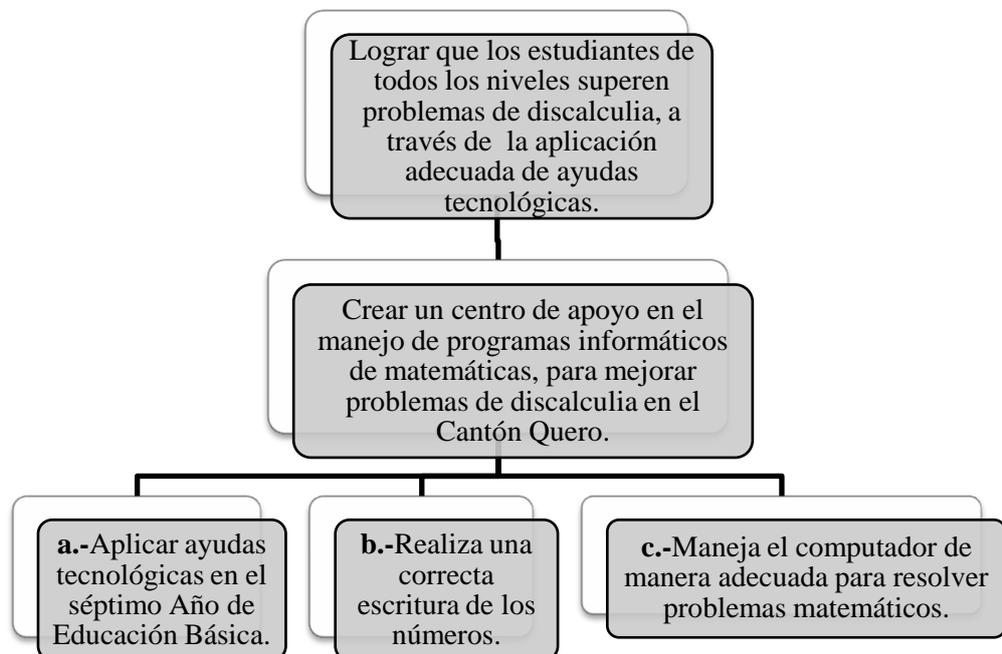 Lograr que los estudiantes de
todos los niveles superen
problemas de discalculia, a
través de la aplicación
adecuada de ayudas
tecnológicas.
Crear un centro de apoyo en el
manejo de programas informáticos
de matemáticas, para mejorar
problemas de discalculia en el
Cantón Quero.
a.-Aplicar ayudas
tecnológicas en el
séptimo Año de
Educación Básica.
b.-Realiza una
correcta
escritura de los
números.
c.-Maneja el computador de
manera adecuada para resolver
problemas matemáticos.